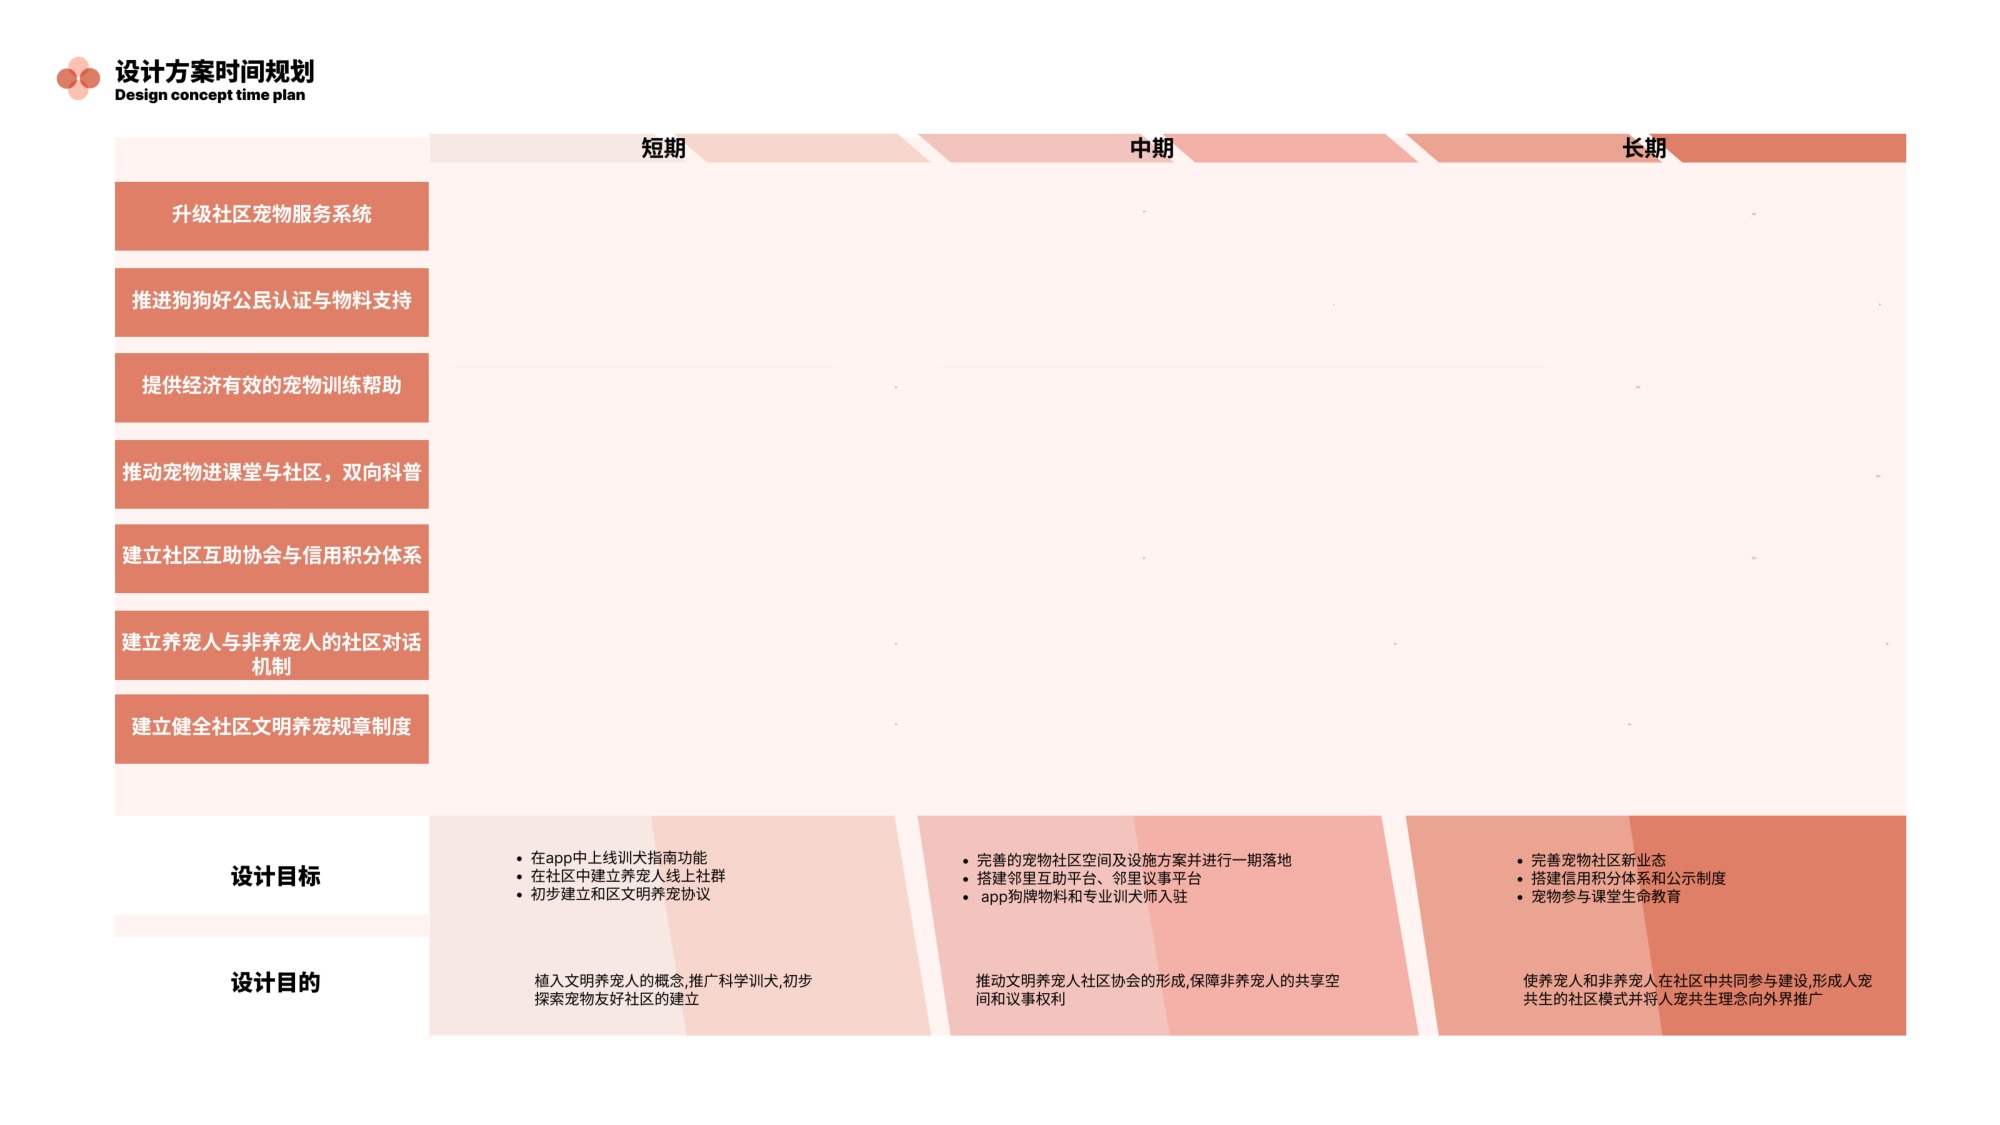 设计方案时间规划
Design concept time plan
短期
中期
长期
升级社区宠物服务系统
推进狗狗好公民认证与物料支持
提供经济有效的宠物训练帮助
推动宠物进课堂与社区，双向科普
建立社区互助协会与信用积分体系
建立养宠人与非养宠人的社区对话
机制
建立健全社区文明养宠规章制度
设计目标
• 在app中上线训犬指南功能
• 在社区中建立养宠人线上社群
• 初步建立和区文明养宠协议
• 完善的宠物社区空间及设施方案并进行一期落地
• 搭建邻里互助平台、邻里议事平台
• app狗牌物料和专业训犬师入驻
• 完善宠物社区新业态
• 搭建信用积分体系和公示制度
• 宠物参与课堂生命教育
设计目的
植入文明养宠人的概念,推广科学训犬,初步
探索宠物友好社区的建立
推动文明养宠人社区协会的形成,保障非养宠人的共享空
间和议事权利
使养宠人和非养宠人在社区中共同参与建设,形成人宠
共生的社区模式并将人宠共生理念向外界推广